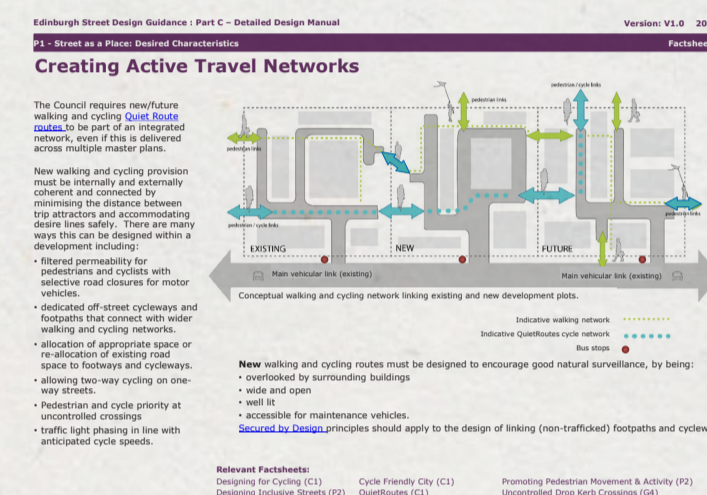 Edinburgh Street Design Guidance : Part C – Detailed Design Manual
Version: V1.0 20
P1 - Street as a Place: Desired Characteristics
Factshee
Creating Active Travel Networks
The Council requires new/future
walking and cycling Quiet Route
routes to be part of an integrated
network, even if this is delivered
across multiple master plans.
New walking and cycling provision
must be internally and externally
coherent and connected by
minimising the distance between
trip attractors and accommodating
desire lines safely. There are many
ways this can be designed within a
development including:
• filtered permeability for
pedestrians and cyclists with
selective road closures for motor
vehicles.
• dedicated off-street cycleways and
footpaths that connect with wider
walking and cycling networks.
• allocation of appropriate space or
re-allocation of existing road
space to footways and cycleways.
• allowing two-way cycling on one-
way streets.
• Pedestrian and cycle priority at
uncontrolled crossings
• traffic light phasing in line with
anticipated cycle speeds.
pedestrian links
pedestrian / cycle links
pedestrian links
pedestrian / cycle links
pedestrian links
EXISTING
NEW
FUTURE
Main vehicular link (existing)
Main vehicular link (existing)
Conceptual walking and cycling network linking existing and new development plots.
Indicative walking network
Indicative QuietRoutes cycle network
Bus stops
New walking and cycling routes must be designed to encourage good natural surveillance, by being:
• overlooked by surrounding buildings
• wide and open
• well lit
• accessible for maintenance vehicles.
Secured by Design principles should apply to the design of linking (non-trafficked) footpaths and cyclew
Relevant Factsheets:
Designing for Cycling (C1)
Cycle Friendly City (C1)
Promoting Pedestrian Movement & Activity (P2)
Designing Inclusive Streets (P2)
QuietRoutes (C1)
Uncontrolled Drop Kerb Crossings (G4)